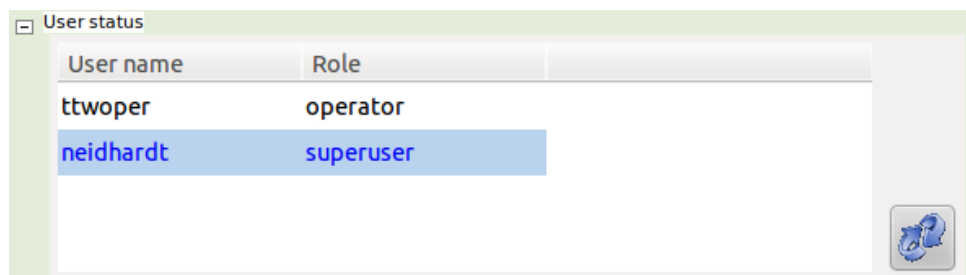 User status
User name Role
ttwoper operator
neidhardt superuser